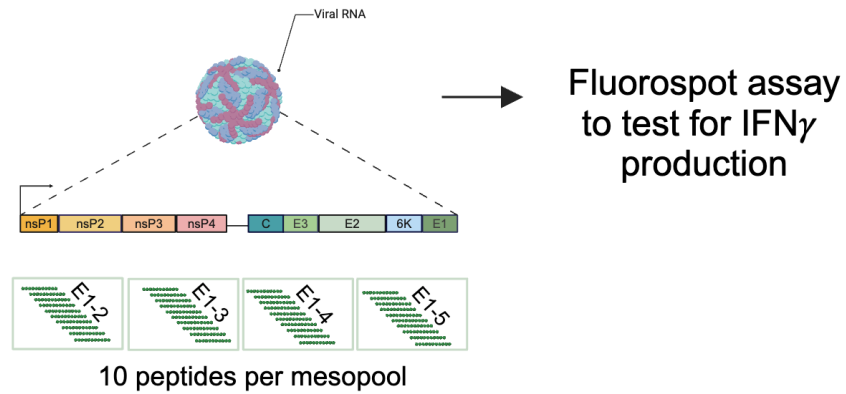 Viral RNA
Fluorospot assay
to test for IFNγ
production
nsP1 nsP2 nsP3 nsP4 C E3 E2 6K E1
E1-2 E1-3 E1-4 E1-5
10 peptides per mesopool